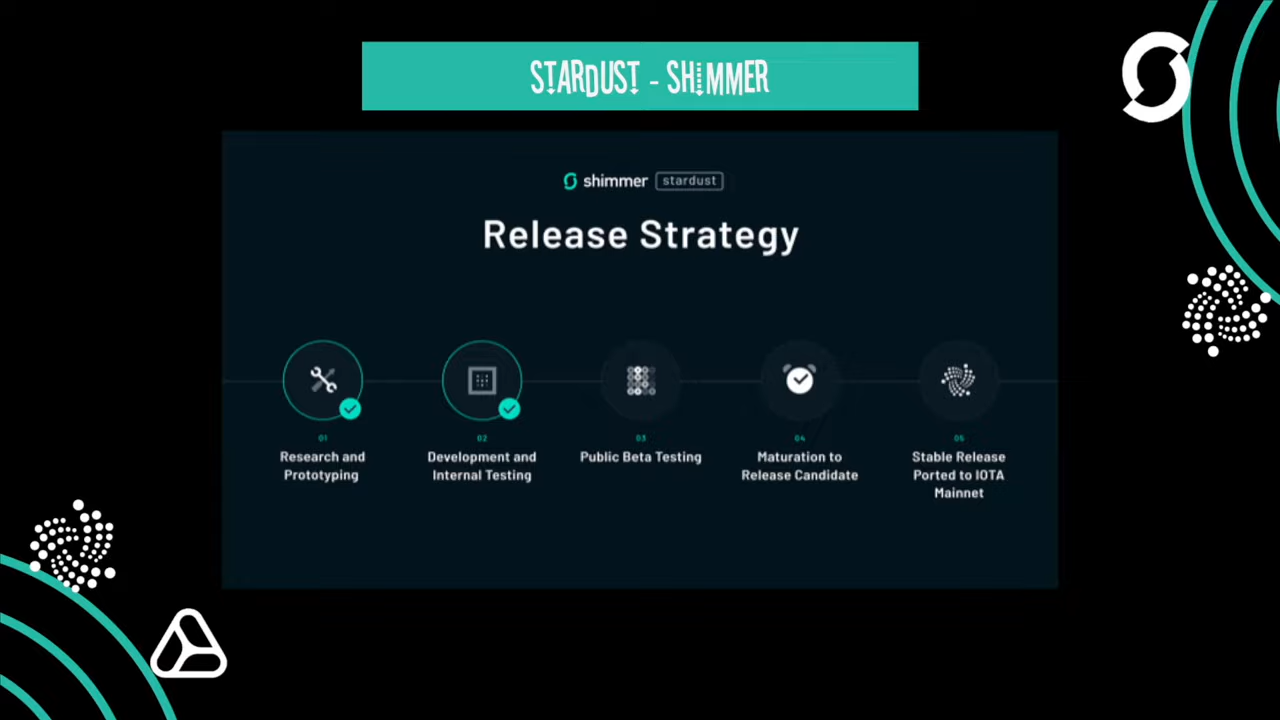 STARDUST - SHIMMER
shimmer stardust
Release Strategy
01
Research and
Prototyping
02
Development and
Internal Testing
03
Public Beta Testing
04
Maturation to
Release Candidate
05
Stable Release
Ported to IOTA
Mainnet